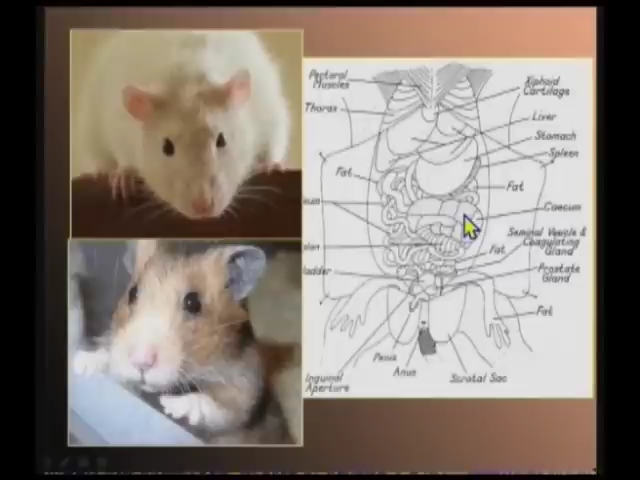 Pectoral
Muscles
Xiphoid
Cartilage
Thorax
Liver
Stomach
Spleen
Fat
Fat
Caecum
Seminal Vesicle &
Coagulating
Gland
Fat
Prostate
Gland
Fat
Penis
Anus
Inguinal
Aperture
Scrotal Sac